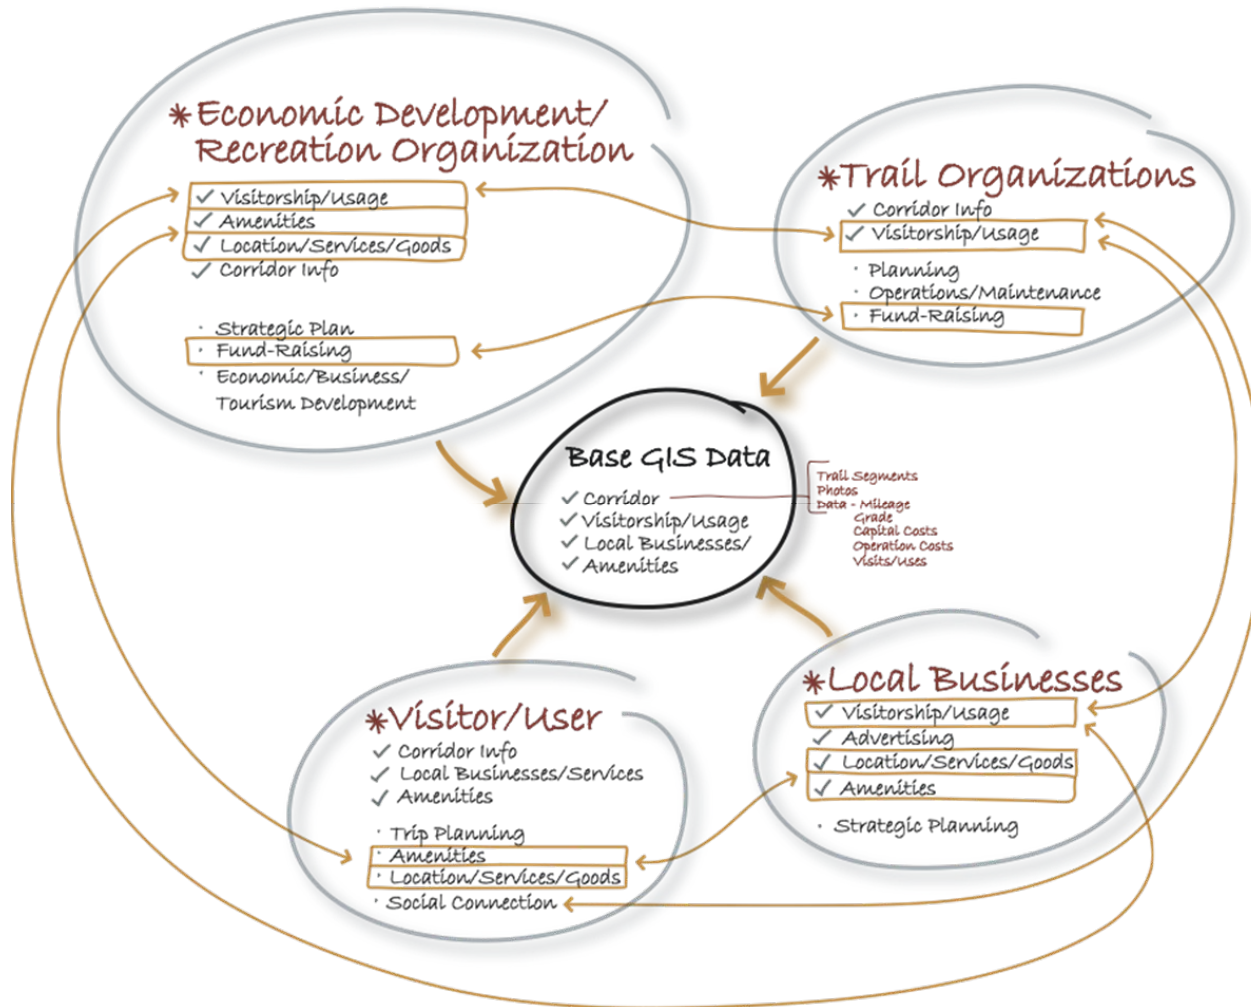 * Economic Development/
Recreation Organization
✓ Visitorship/Usage
✓ Amenities
✓ Location/Services/Goods
✓ Corridor Info
· Strategic Plan
· Fund-Raising
· Economic/Business/
Tourism Development
* Trail Organizations
✓ Corridor Info
✓ Visitorship/Usage
· Planning
· Operations/Maintenance
· Fund-Raising
Base GIS Data
✓ Corridor
✓ Visitorship/Usage
✓ Local Businesses/
✓ Amenities
Trail Segments
Photos
Data - Mileage
Grade
Capital Costs
Operation Costs
Visits/Uses
* Visitor/User
✓ Corridor Info
✓ Local Businesses/Services
✓ Amenities
· Trip Planning
· Amenities
· Location/Services/Goods
· Social Connection
* Local Businesses
✓ Visitorship/Usage
✓ Advertising
✓ Location/Services/Goods
✓ Amenities
· Strategic Planning